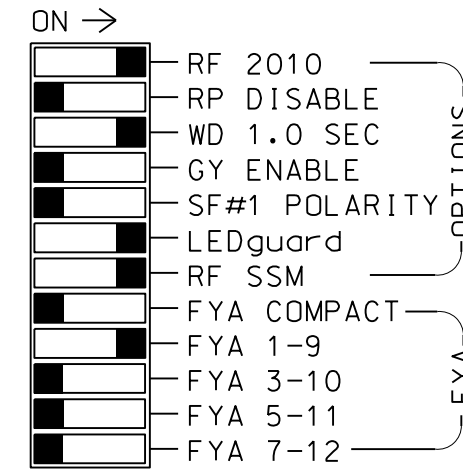 ON →
RF 2010
RP DISABLE
WD 1.0 SEC
GY ENABLE
SF#1 POLARITY
LEDguard
RF SSM
FYA COMPACT
FYA 1-9
FYA 3-10
FYA 5-11
FYA 7-12
OPTIONS
FYA